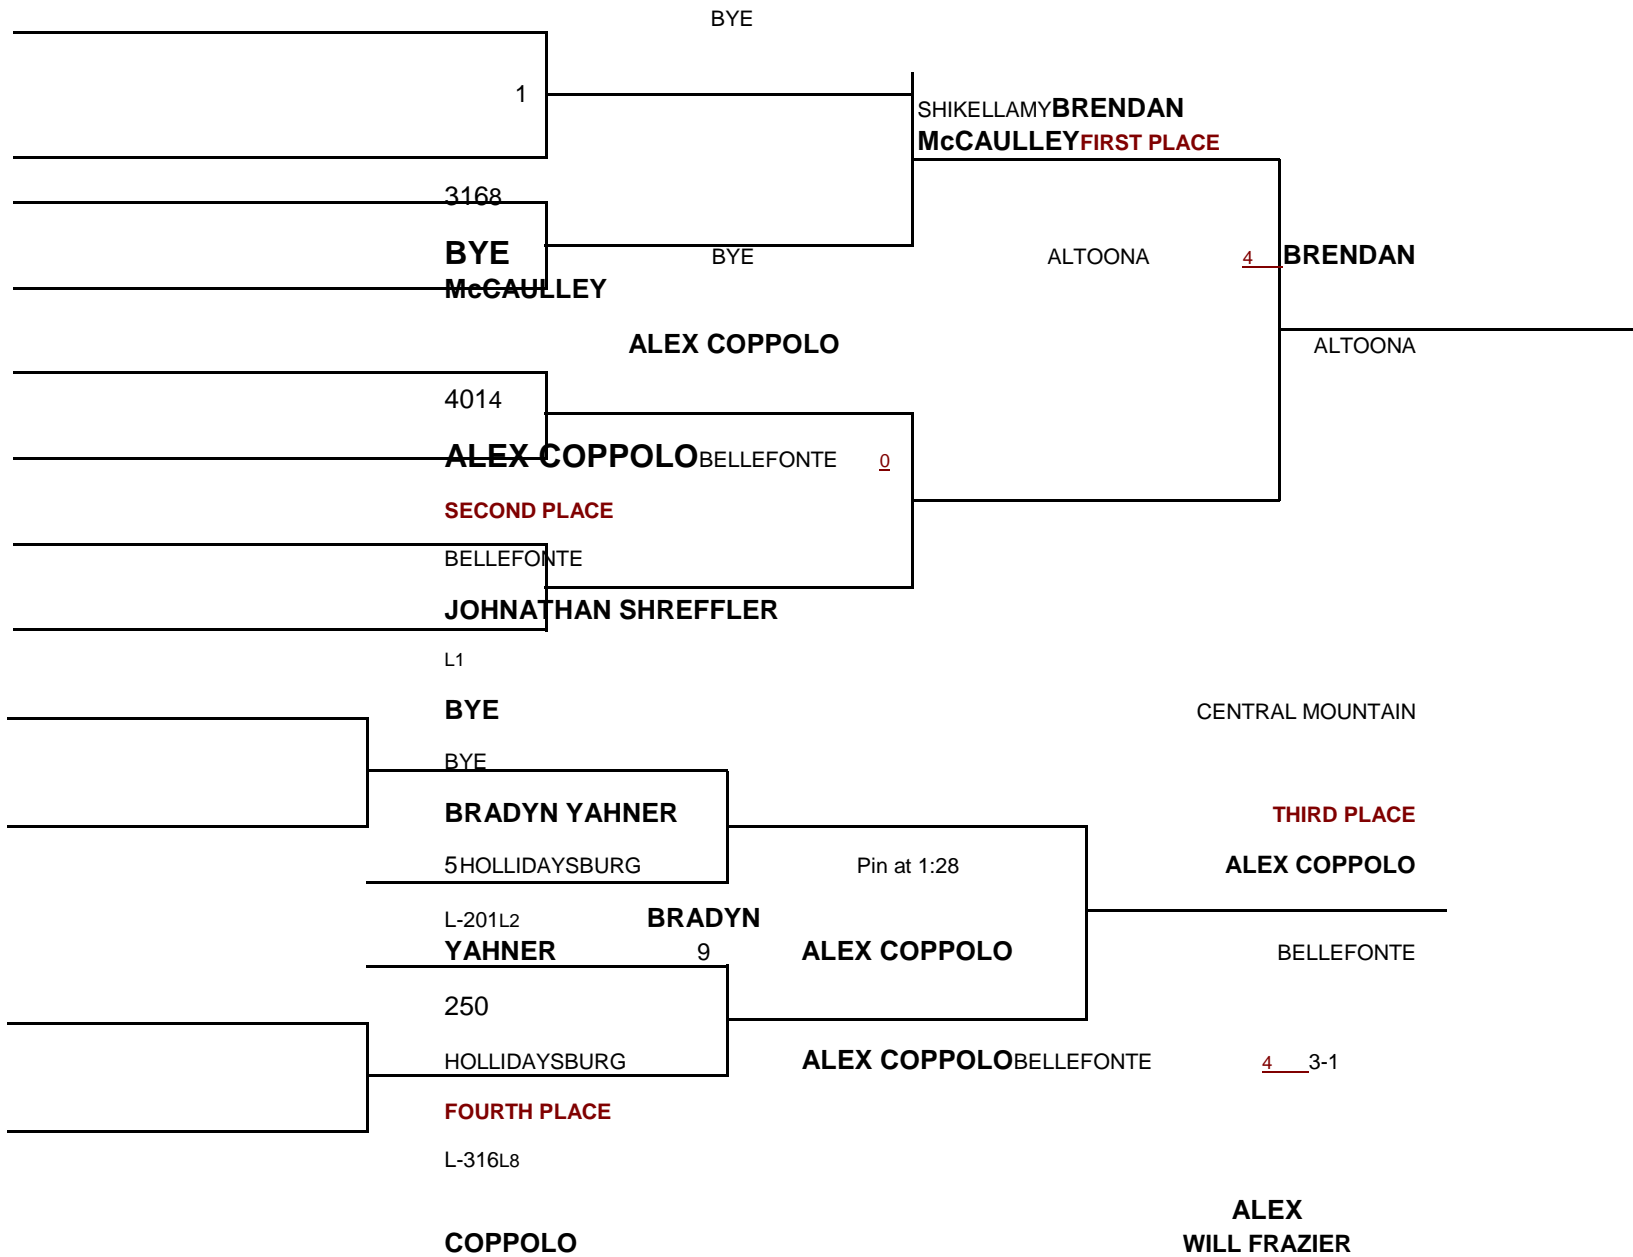 BYE
1
SHIKELLAMYBRENDAN
McCAULLEYFIRST PLACE
3168
BYE BYE ALTOONA 4 BRENDAN
McCAULLEY
ALEX COPPOLO ALTOONA
4014
ALEX COPPOLOBELLEFONTE 0
SECOND PLACE
BELLEFONTE
JOHNATHAN SHREFFLER
L1
BYE CENTRAL MOUNTAIN
BYE
BRADYN YAHNER THIRD PLACE
5HOLLIDAYSBURG Pin at 1:28 ALEX COPPOLO
L-201L2 BRADYN
YAHNER 9 ALEX COPPOLO BELLEFONTE
250
HOLLIDAYSBURG ALEX COPPOLOBELLEFONTE 4 3-1
FOURTH PLACE
L-316L8
ALEX
COPPOLO WILL FRAZIER